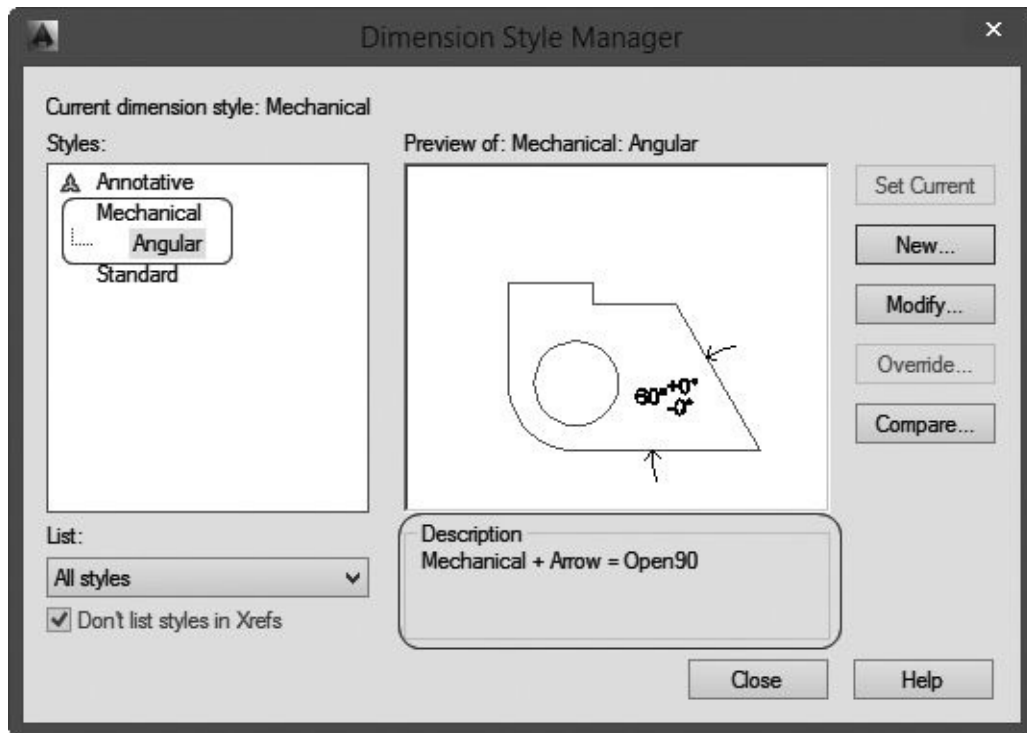 Dimension Style Manager
Current dimension style: Mechanical
Styles:
Preview of: Mechanical: Angular
Annotative
Mechanical
Angular
Standard
60°+0°
-0°
Set Current
New...
Modify...
Override...
Compare...
List:
All styles
Don't list styles in Xrefs
Description
Mechanical + Arrow = Open90
Close
Help